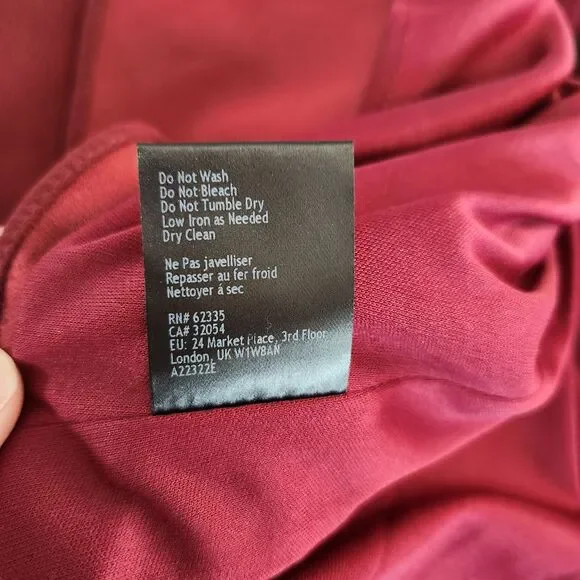 Do Not Wash
Do Not Bleach
Do Not Tumble Dry
Low Iron as Needed
Dry Clean
Ne Pas javelliser
Repasser au fer froid
Nettoyer á sec
RN# 62335
CA# 32054
EU: 24 Market Place, 3rd Floor
London, UK W1W8AN
A22322E